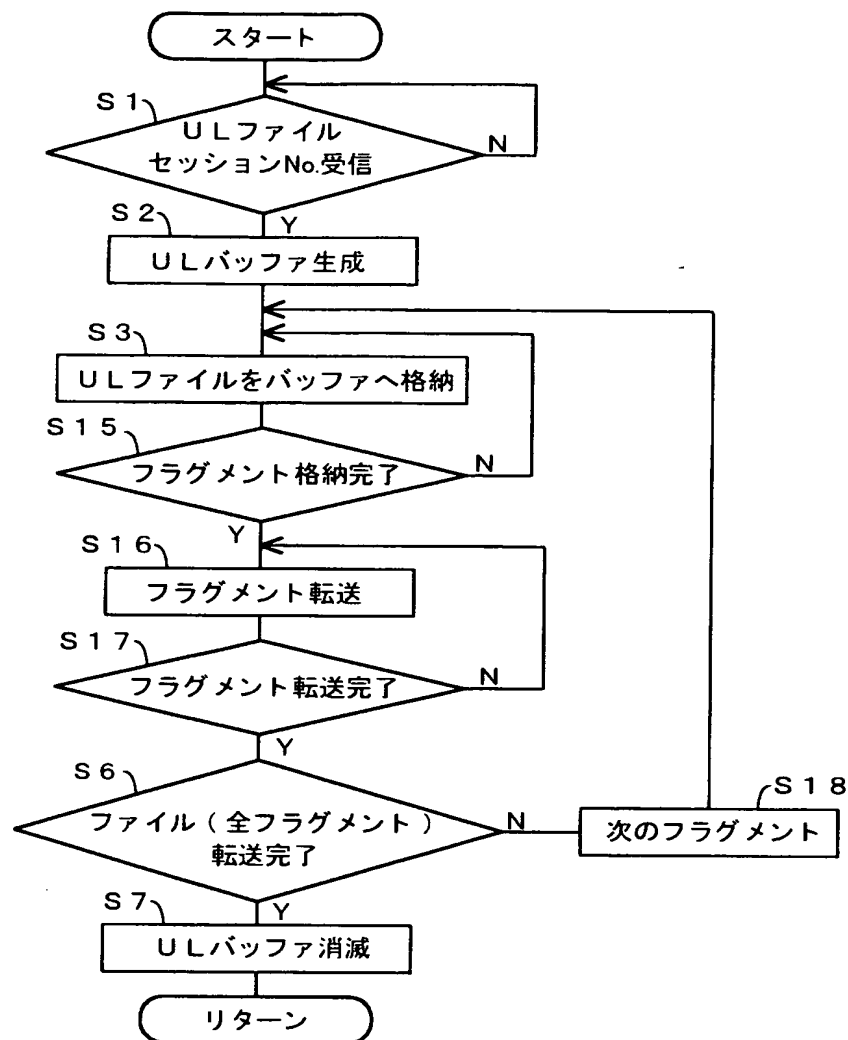 スタート
S1
ULファイル
セッションNo.受信
N
Y
S2
ULバッファ生成
S3
ULファイルをバッファへ格納
S15
フラグメント格納完了
N
Y
S16
フラグメント転送
S17
フラグメント転送完了
N
Y
S6
ファイル(全フラグメント)
転送完了
N
S18
次のフラグメント
Y
S7
ULバッファ消滅
リターン